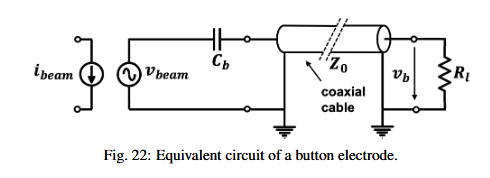 i_beam
v_beam
C_b
Z_0
coaxial
cable
v_b
R_l
Fig. 22: Equivalent circuit of a button electrode.